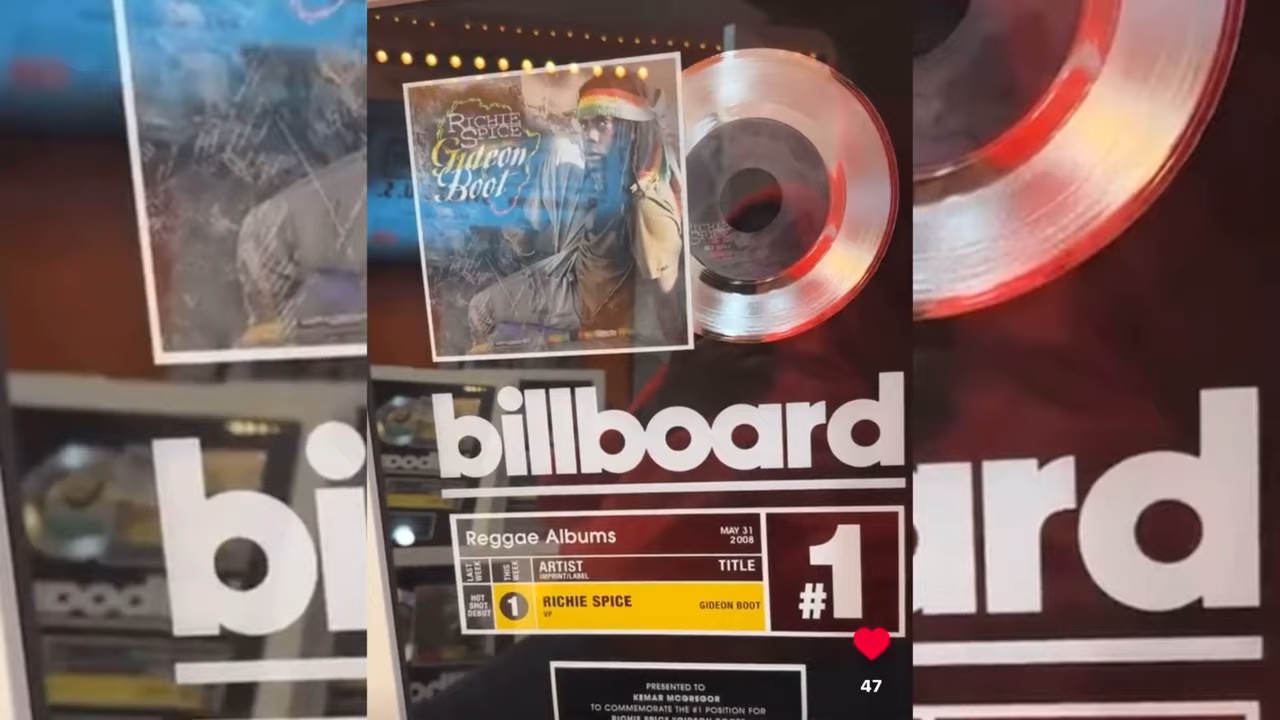 RICHIE
SPICE
Gideon
Boot
billboard
Reggae Albums
MAY 31
2008
LAST WEEK
THIS WEEK
ARTIST
IMPRINT/LABEL
TITLE
HOT
SHOT
DEBUT
1
RICHIE SPICE
VP
GIDEON BOOT
#1
47
PRESENTED TO
KEMAR MCGREGOR
TO COMMEMORATE THE #1 POSITION FOR